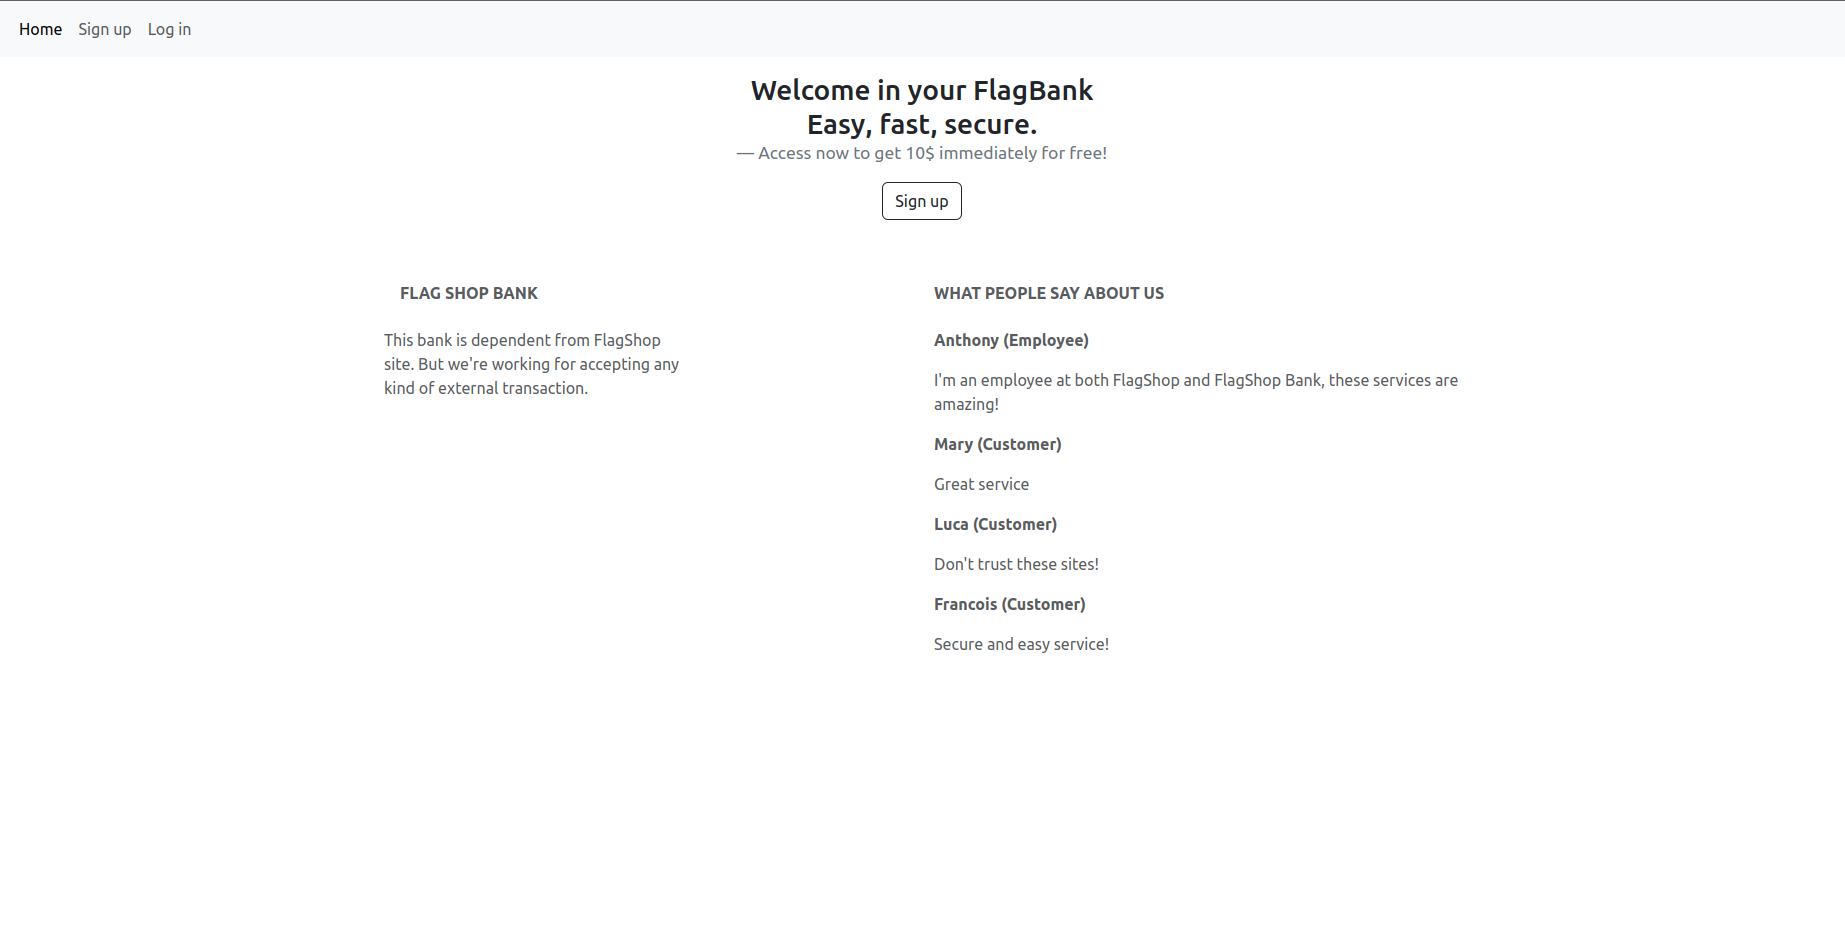 Home Sign up Log in
Welcome in your FlagBank
Easy, fast, secure.
— Access now to get 10$ immediately for free!
Sign up
FLAG SHOP BANK
This bank is dependent from FlagShop
site. But we're working for accepting any
kind of external transaction.
WHAT PEOPLE SAY ABOUT US
Anthony (Employee)
I'm an employee at both FlagShop and FlagShop Bank, these services are
amazing!
Mary (Customer)
Great service
Luca (Customer)
Don't trust these sites!
Francois (Customer)
Secure and easy service!